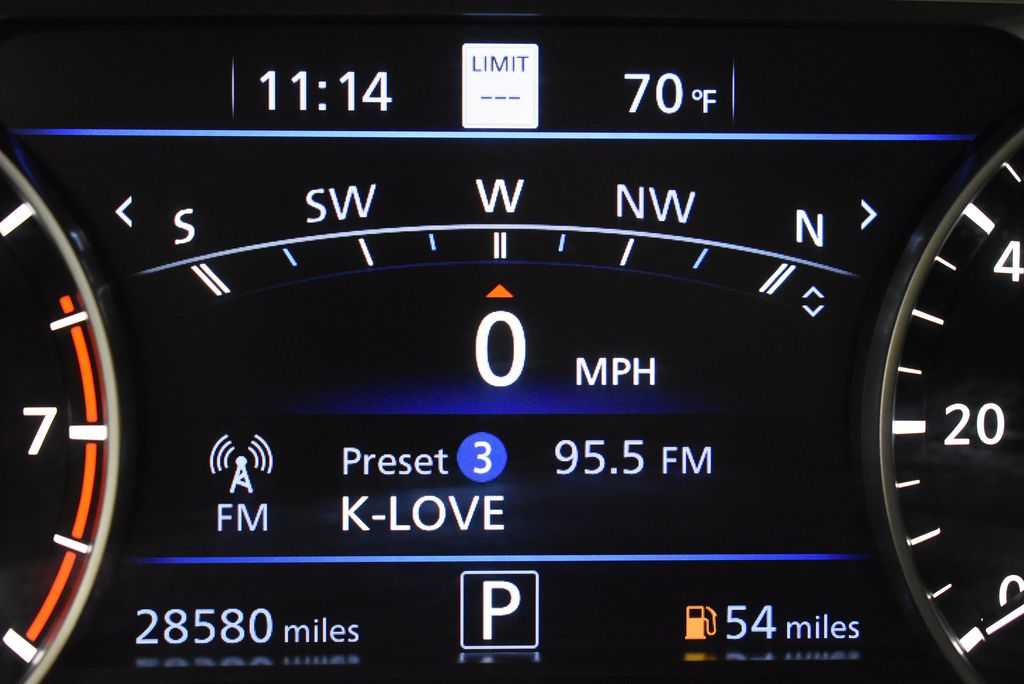 11:14
LIMIT
---
70 °F
S SW W NW N
0 MPH
4
7
20
0
Preset 3 95.5 FM
FM
K-LOVE
28580 miles
P
54 miles